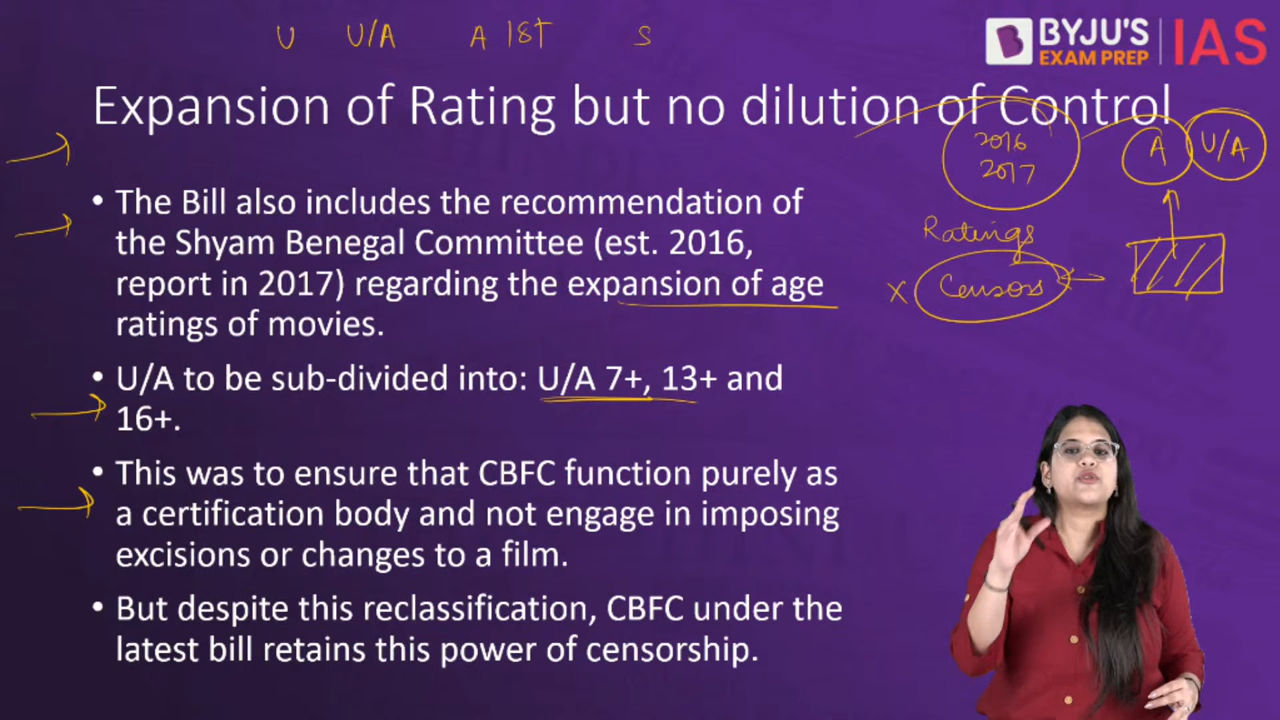 U U/A A 18+ S
BYJU'S
EXAM PREP
IAS
Expansion of Rating but no dilution of Control
• The Bill also includes the recommendation of
the Shyam Benegal Committee (est. 2016,
report in 2017) regarding the expansion of age
ratings of movies.
• U/A to be sub-divided into: U/A 7+, 13+ and
16+.
• This was to ensure that CBFC function purely as
a certification body and not engage in imposing
excisions or changes to a film.
• But despite this reclassification, CBFC under the
latest bill retains this power of censorship.
2016
2017
A U/A
Ratings
x Censors